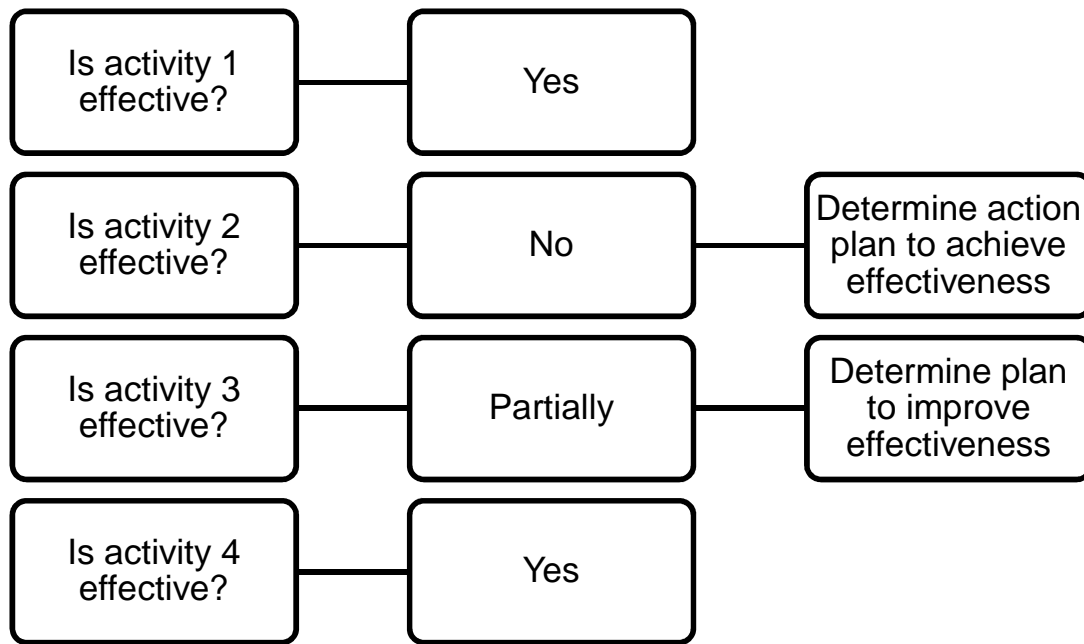 Is activity 1
effective?
Yes
Is activity 2
effective?
No
Determine action
plan to achieve
effectiveness
Is activity 3
effective?
Partially
Determine plan
to improve
effectiveness
Is activity 4
effective?
Yes